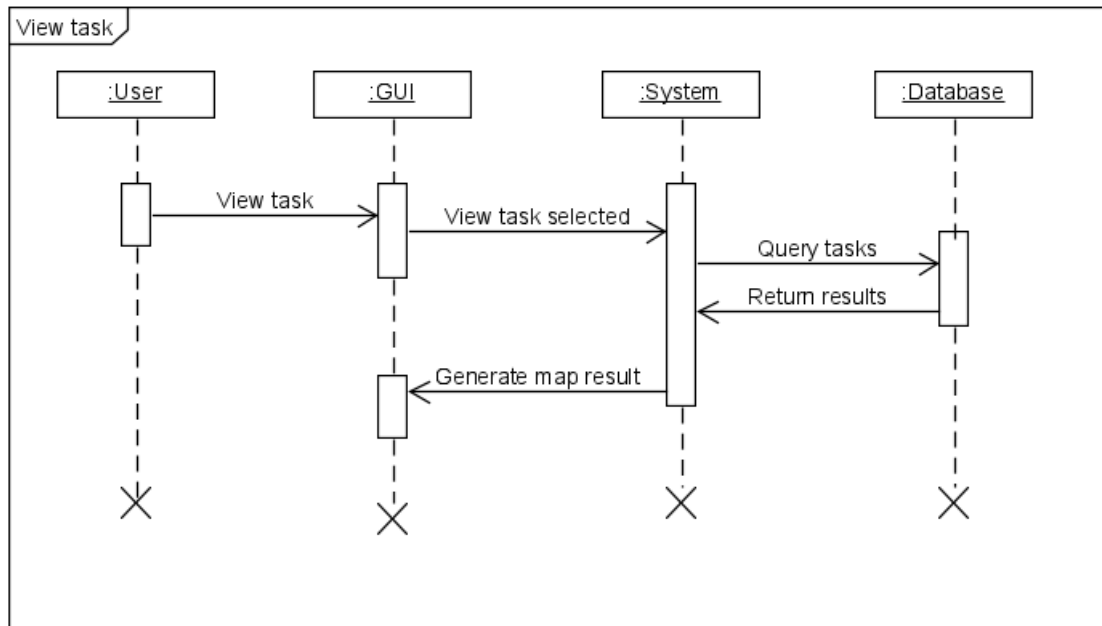 View task
:User
:GUI
:System
:Database
View task
View task selected
Query tasks
Return results
Generate map result